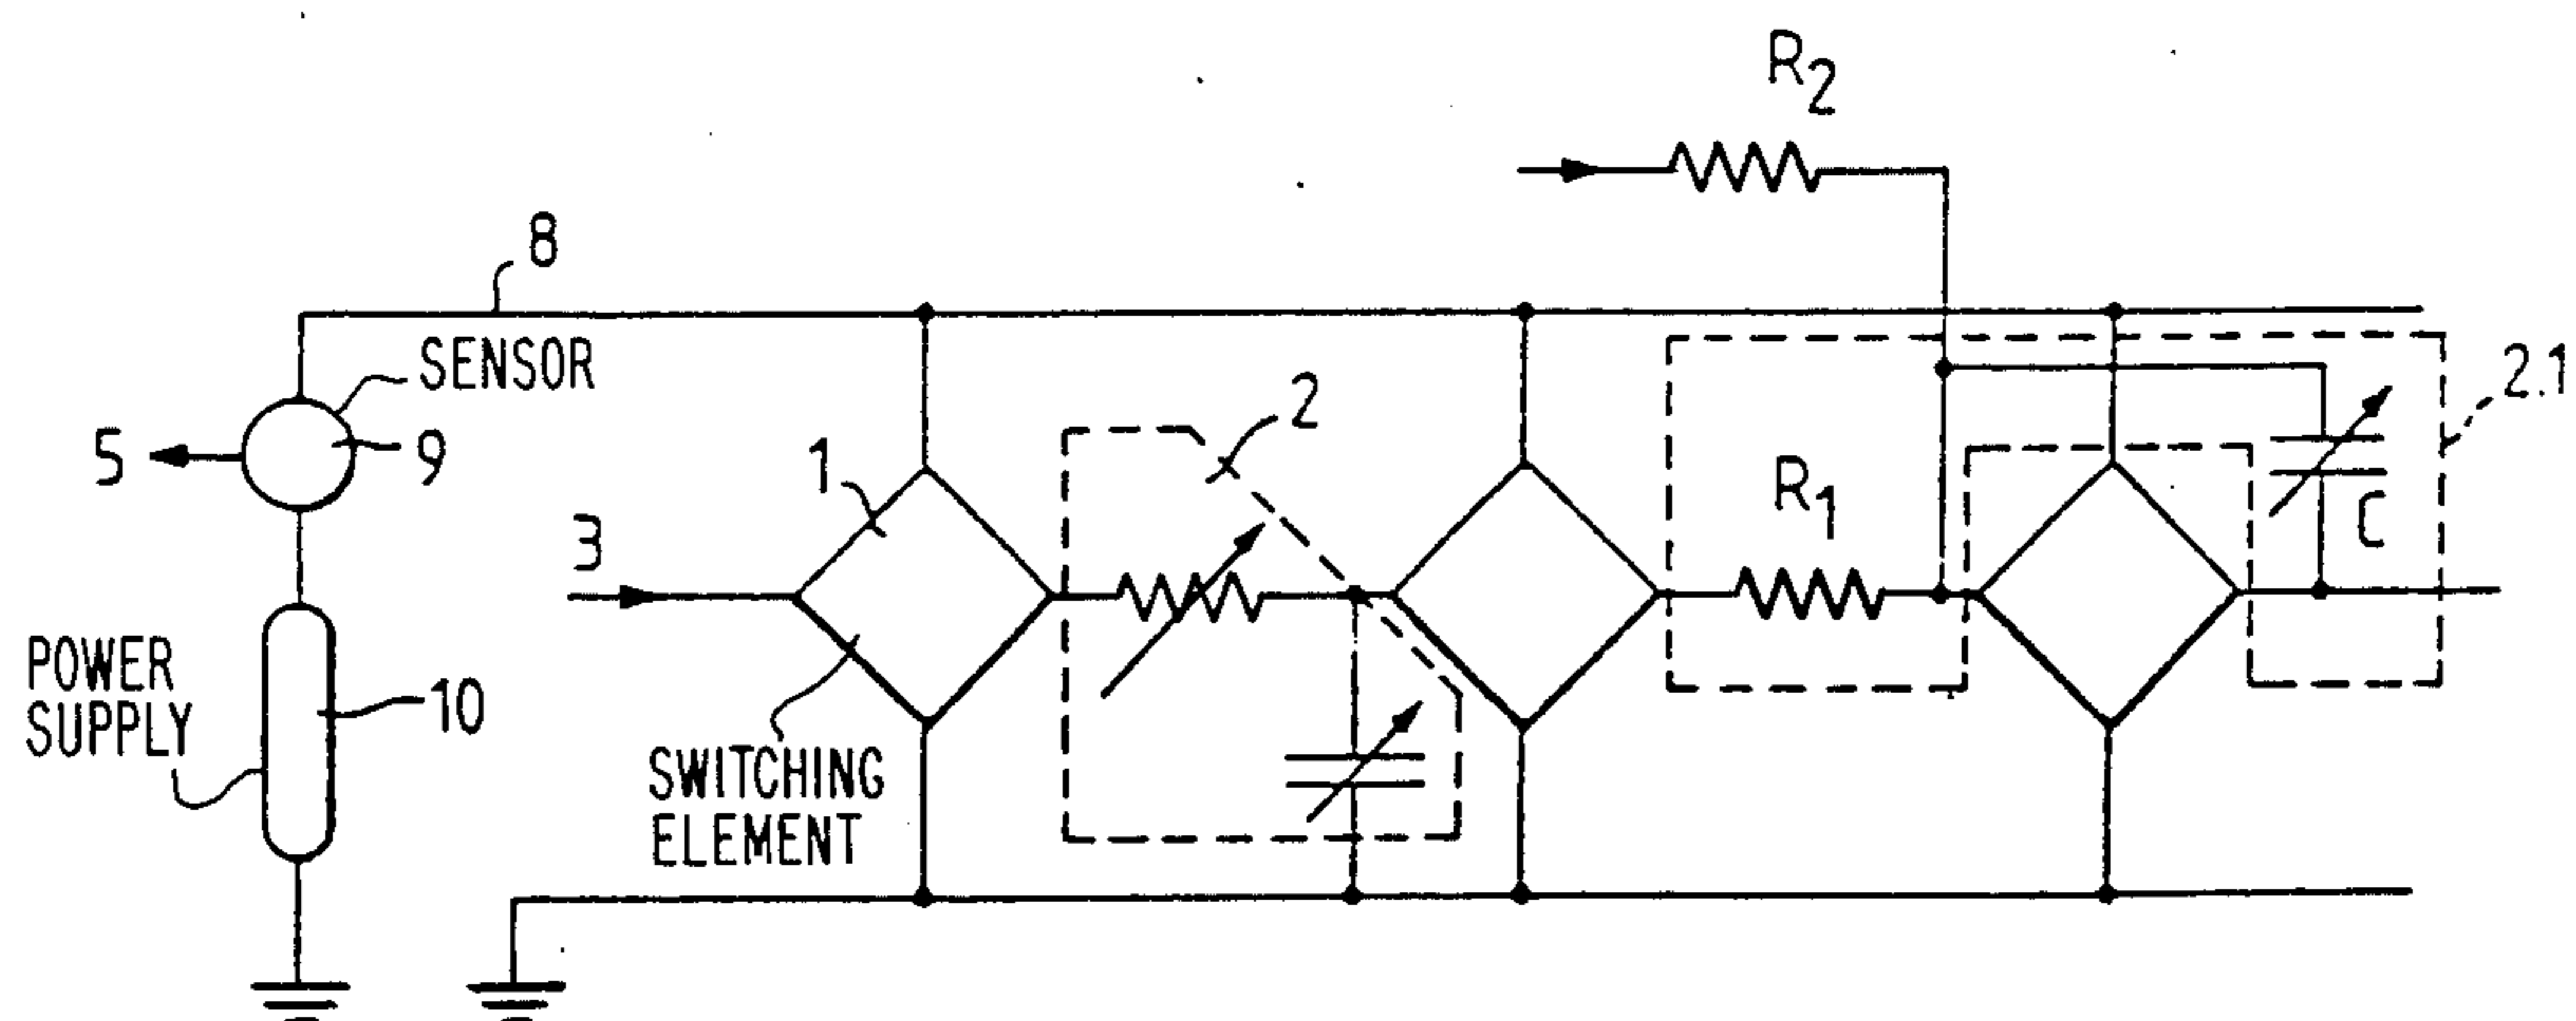 R2
8
SENSOR
5
9
1
2
2.1
3
R1
C
POWER
SUPPLY
10
SWITCHING
ELEMENT